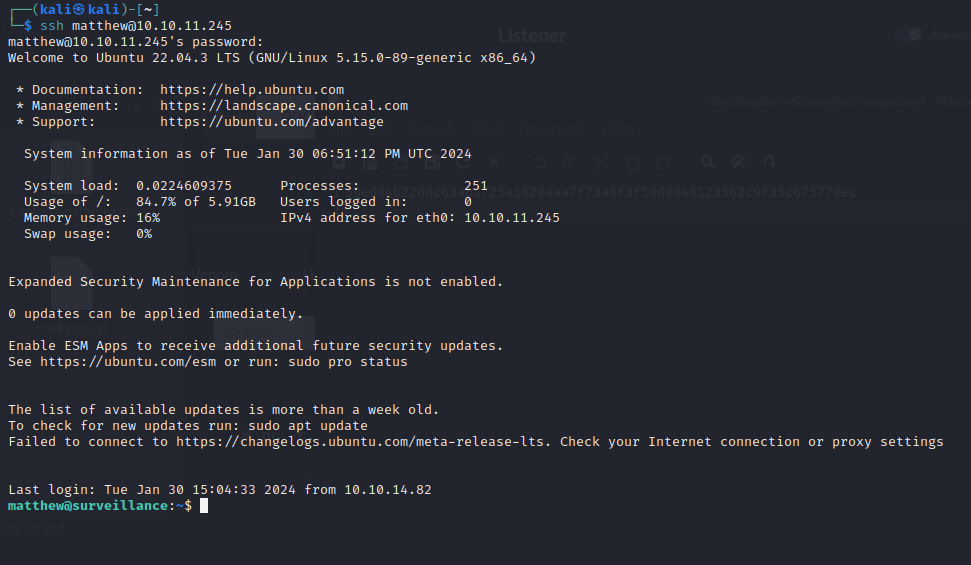 ┌──(kali㉿kali)-[~]
└─$ ssh matthew@10.10.11.245
matthew@10.10.11.245's password:
Welcome to Ubuntu 22.04.3 LTS (GNU/Linux 5.15.0-89-generic x86_64)
* Documentation:  https://help.ubuntu.com
* Management:     https://landscape.canonical.com
* Support:        https://ubuntu.com/advantage
System information as of Tue Jan 30 06:51:12 PM UTC 2024
System load:  0.0224609375      Processes:             251
Usage of /:   84.7% of 5.91GB   Users logged in:       0
Memory usage: 16%               IPv4 address for eth0: 10.10.11.245
Swap usage:   0%
Expanded Security Maintenance for Applications is not enabled.
0 updates can be applied immediately.
Enable ESM Apps to receive additional future security updates.
See https://ubuntu.com/esm or run: sudo pro status
The list of available updates is more than a week old.
To check for new updates run: sudo apt update
Failed to connect to https://changelogs.ubuntu.com/meta-release-lts. Check your Internet connection or proxy settings
Last login: Tue Jan 30 15:04:33 2024 from 10.10.14.82
matthew@surveillance:~$
Listener
Search View Document Help
rockyou.txt
Search
document